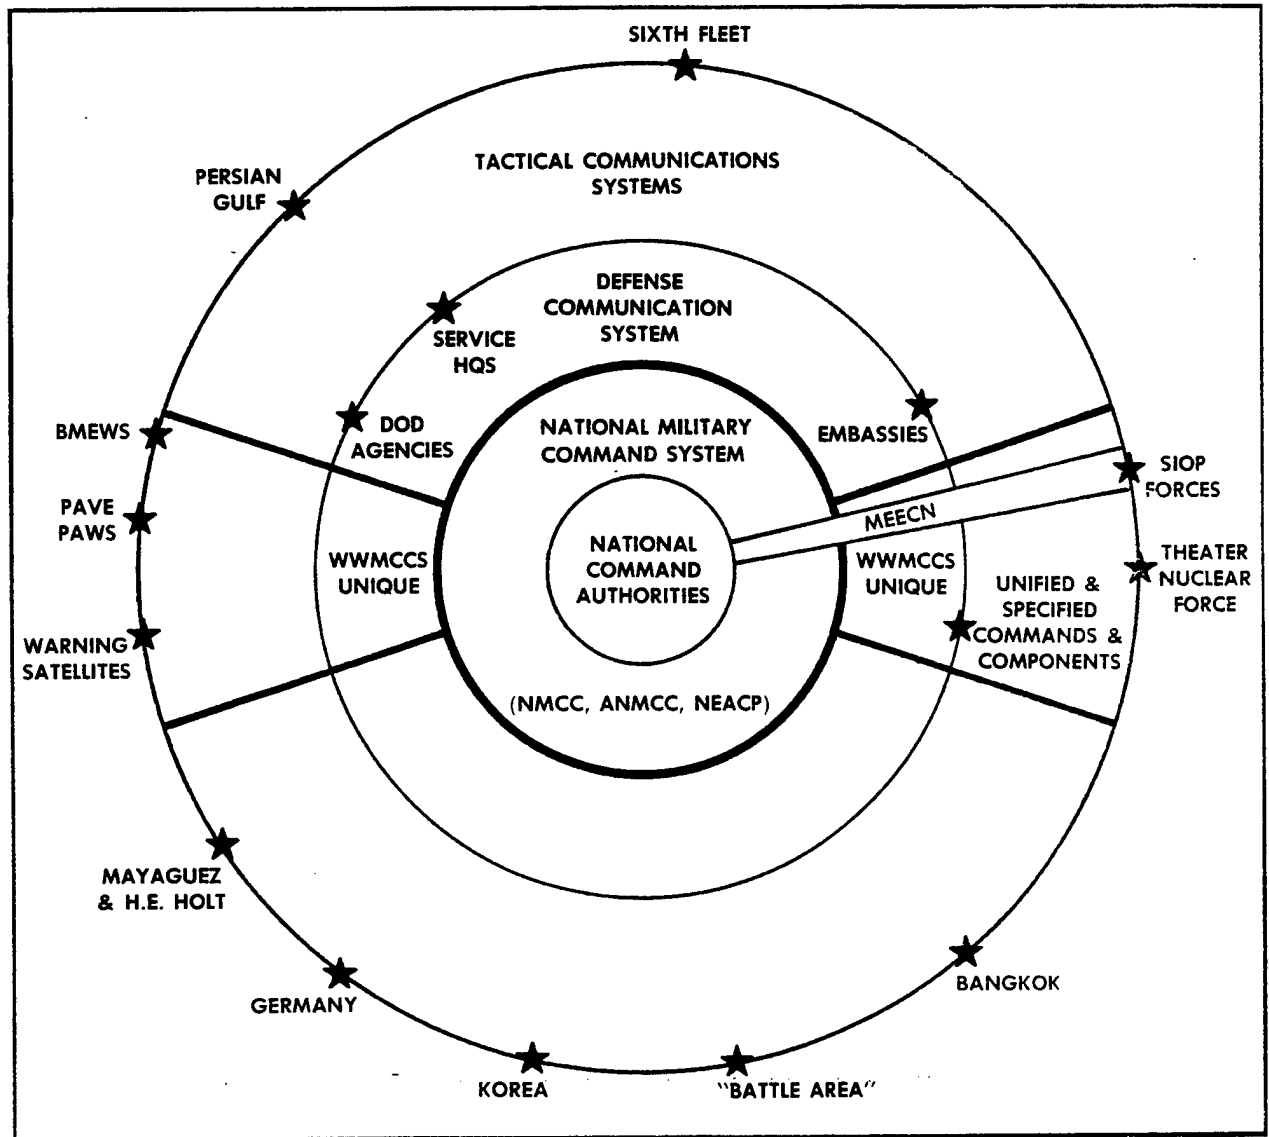 SIXTH FLEET
TACTICAL COMMUNICATIONS
SYSTEMS
PERSIAN
GULF
DEFENSE
COMMUNICATION
SYSTEM
SERVICE
HQS
DOD
AGENCIES
EMBASSIES
NATIONAL MILITARY
COMMAND SYSTEM
BMEWS
SIOP
FORCES
PAVE
PAWS
MEECN
NATIONAL
COMMAND
AUTHORITIES
WWMCCS
UNIQUE
WWMCCS
UNIQUE
THEATER
NUCLEAR
FORCE
UNIFIED &
SPECIFIED
COMMANDS &
COMPONENTS
WARNING
SATELLITES
(NMCC, ANMCC, NEACP)
MAYAGUEZ
& H.E. HOLT
GERMANY
BANGKOK
KOREA
"BATTLE AREA"